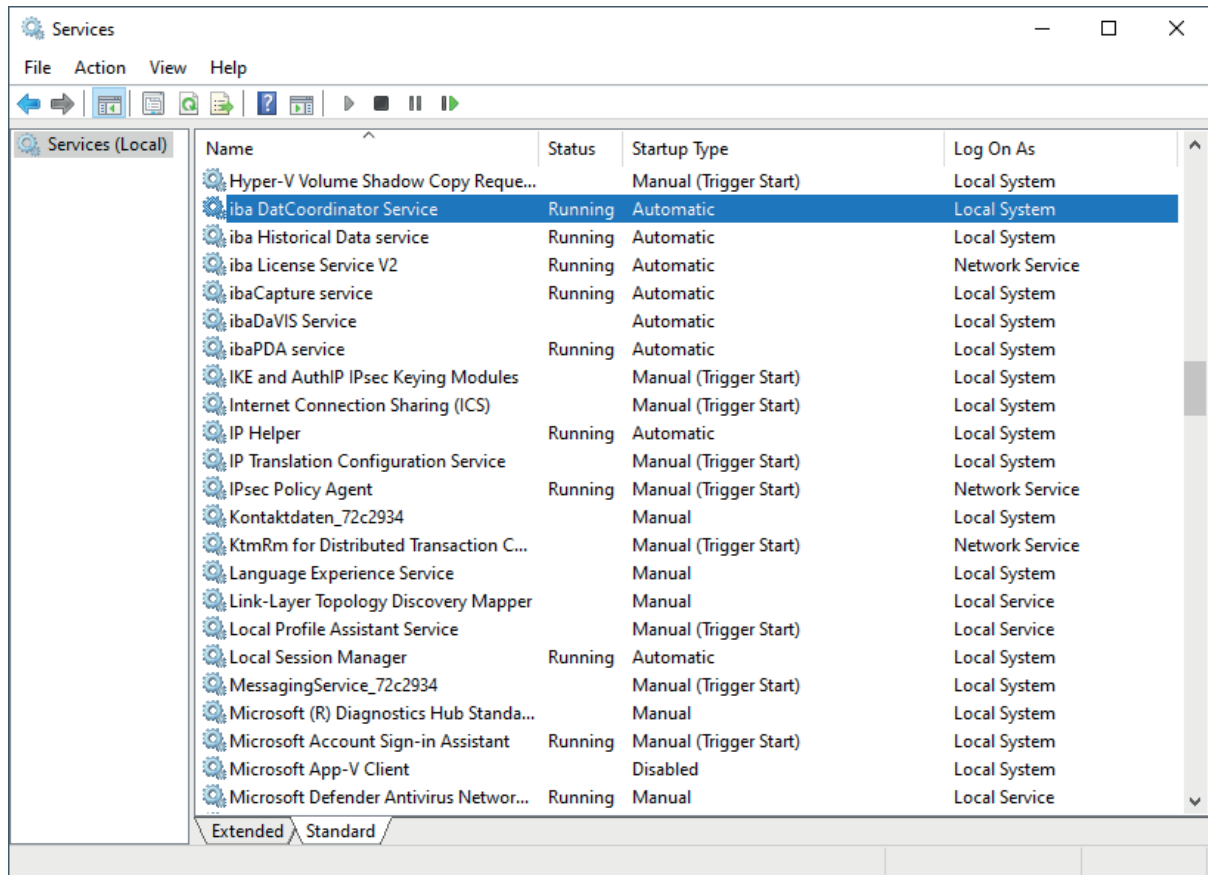 Services
File Action View Help
Services (Local)
Name Status Startup Type Log On As
Hyper-V Volume Shadow Copy Reque... Manual (Trigger Start) Local System
iba DatCoordinator Service Running Automatic Local System
iba Historical Data service Running Automatic Local System
iba License Service V2 Running Automatic Network Service
ibaCapture service Running Automatic Local System
ibaDaVIS Service Automatic Local System
ibaPDA service Running Automatic Local System
IKE and AuthIP IPsec Keying Modules Manual (Trigger Start) Local System
Internet Connection Sharing (ICS) Manual (Trigger Start) Local System
IP Helper Running Automatic Local System
IP Translation Configuration Service Manual (Trigger Start) Local System
IPsec Policy Agent Running Manual (Trigger Start) Network Service
Kontaktdaten_72c2934 Manual Local System
KtmRm for Distributed Transaction C... Manual (Trigger Start) Network Service
Language Experience Service Manual Local System
Link-Layer Topology Discovery Mapper Manual Local Service
Local Profile Assistant Service Manual (Trigger Start) Local Service
Local Session Manager Running Automatic Local System
MessagingService_72c2934 Manual (Trigger Start) Local System
Microsoft (R) Diagnostics Hub Standa... Manual Local System
Microsoft Account Sign-in Assistant Running Manual (Trigger Start) Local System
Microsoft App-V Client Disabled Local System
Microsoft Defender Antivirus Networ... Running Manual Local Service
Extended Standard